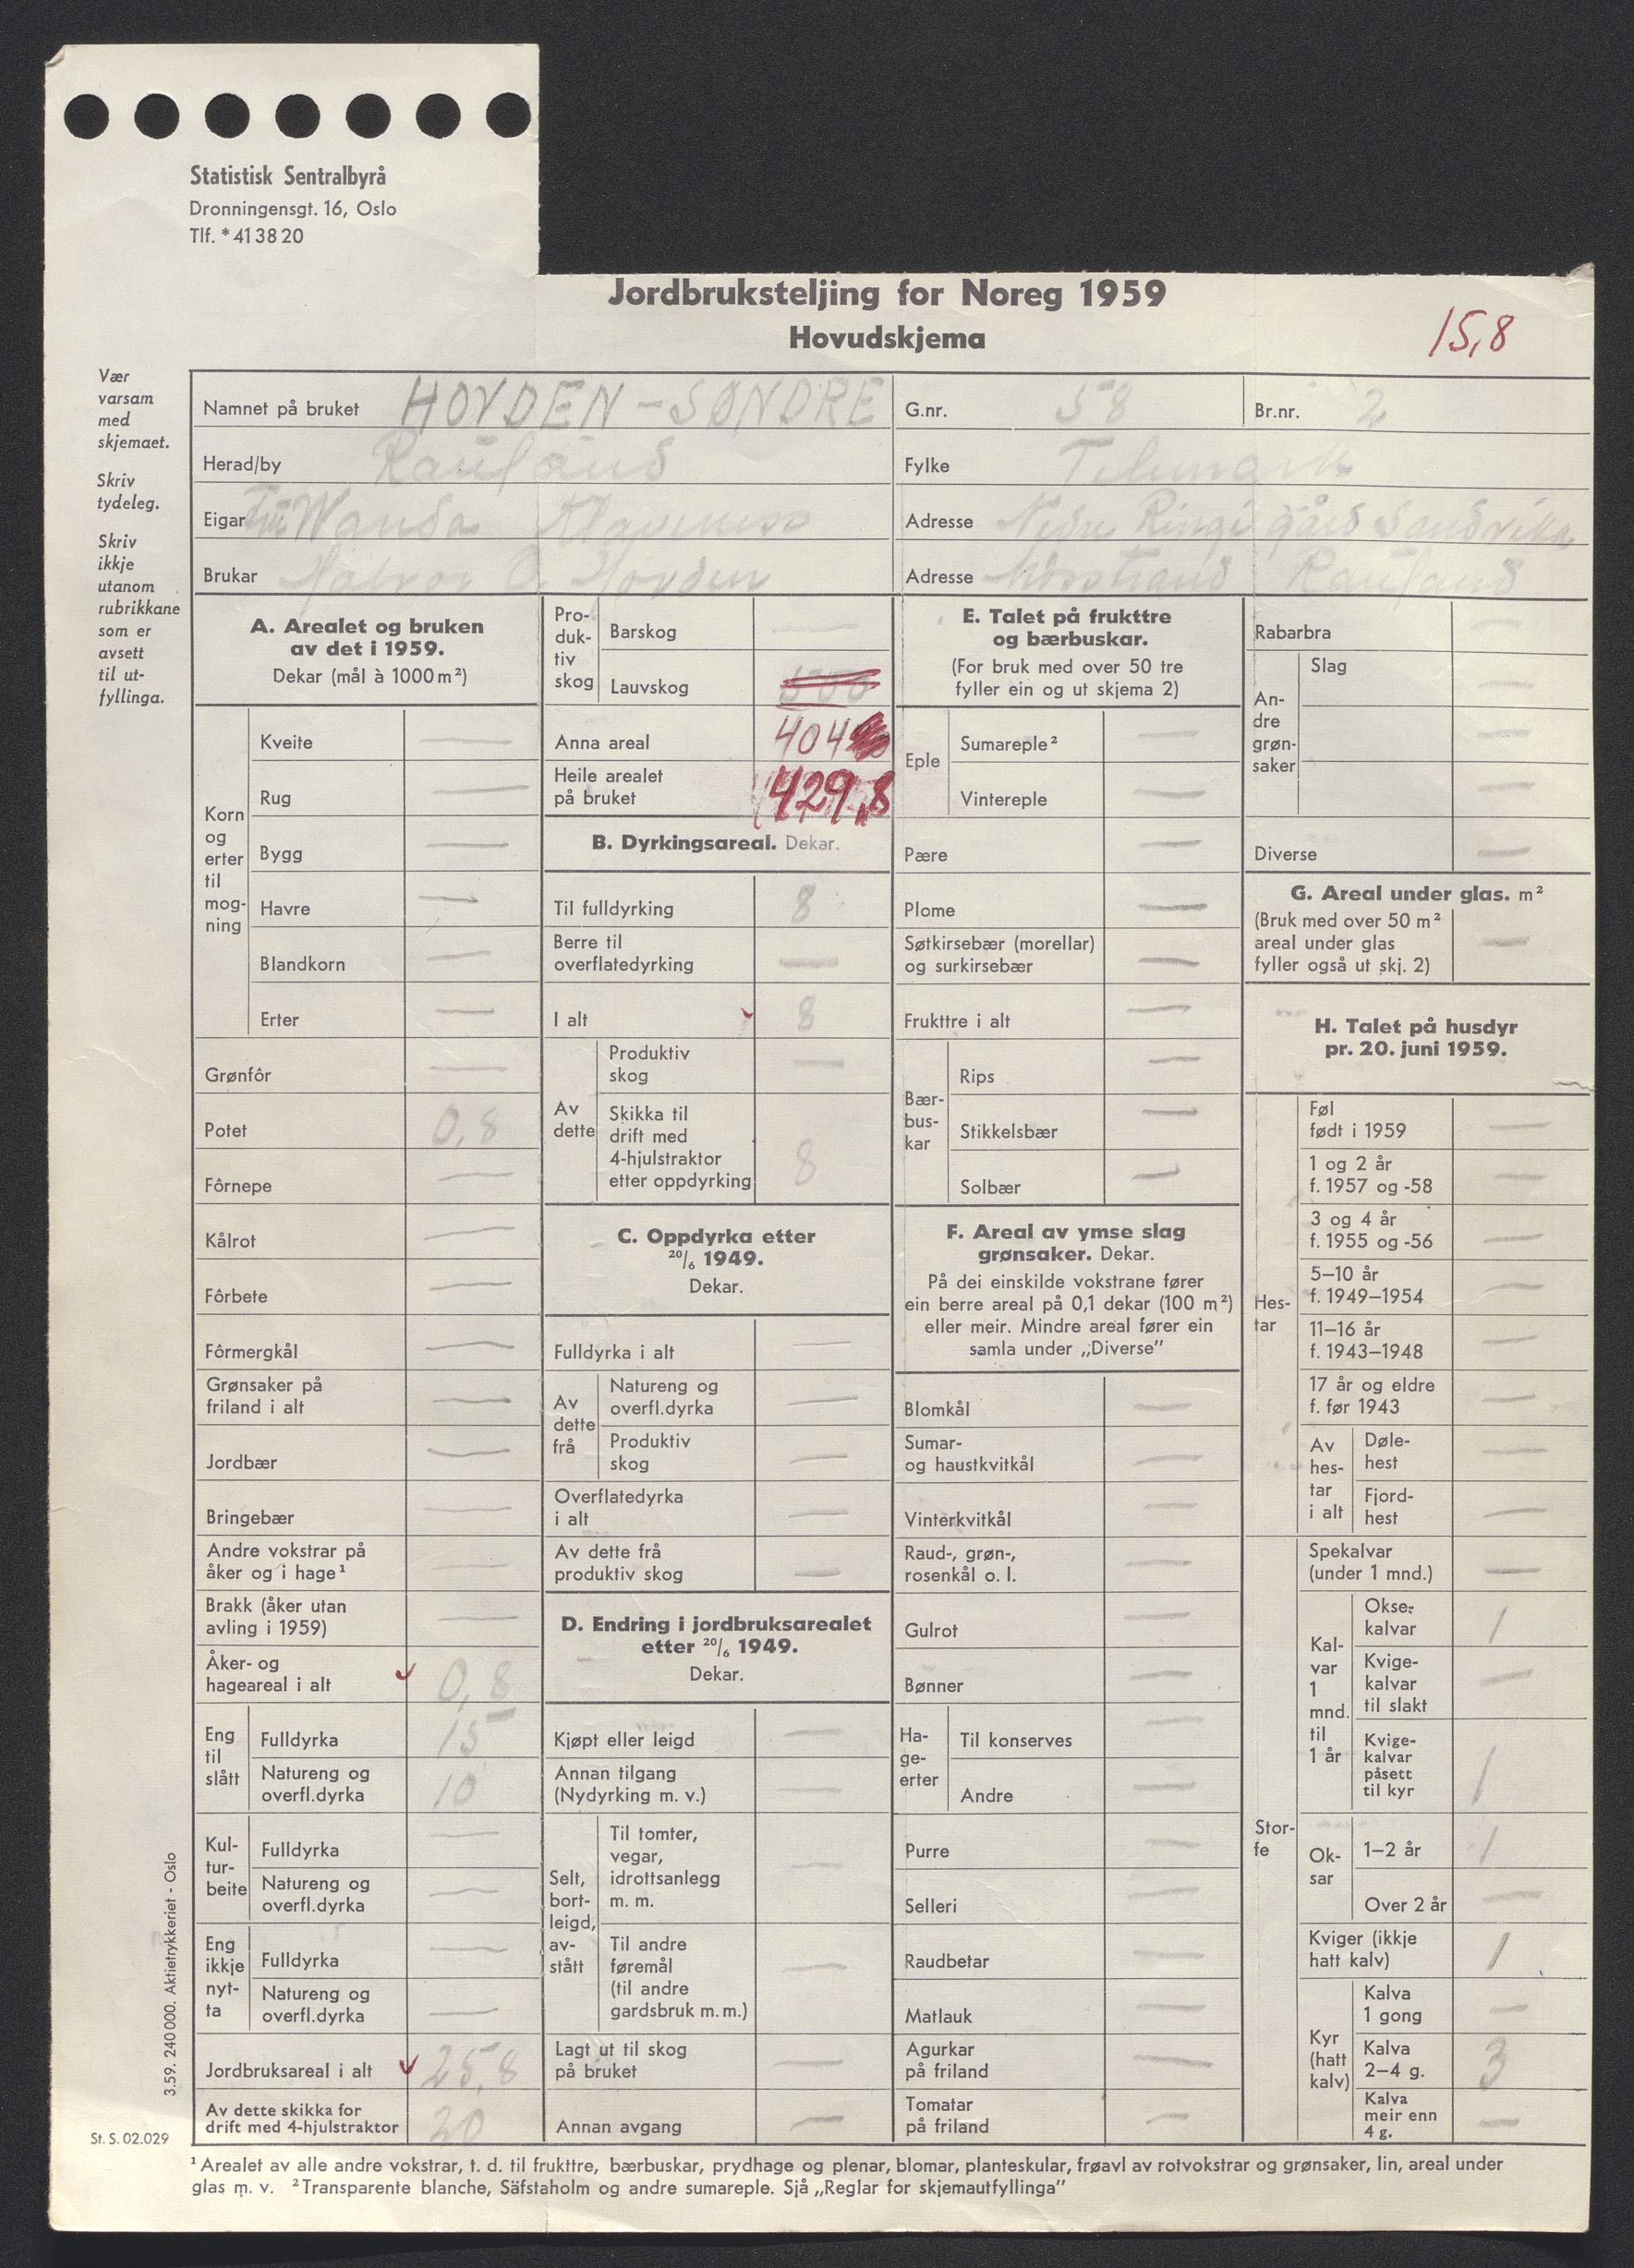 Statistisk Sentralbyrå
Dronningensgt. 16, Oslo
Tlf. * 41 38 20
Jordbruksteljing for Noreg 1959
Hovudskjema
15,8
Vær
varsam
med
skjemaet.
Skriv
tydeleg.
Skriv
ikkje
utanom
rubrikkane
som er
avsett
til ut-
fyllinga.
Namnet på bruket HOVDEN - SØNDRE G.nr. 58 Br.nr. 2
Herad/by Rauland Fylke Telemark
Eigar Wanda Adresse Nedre Ringi gård Sandvika
Brukar Halvor O. Hovden Adresse Møsstrand Rauland
A. Arealet og bruken
av det i 1959.
Dekar (mål à 1000 m²)
Korn
og
erter
til
mog-
ning
Kveite —
Rug —
Bygg —
Havre —
Blandkorn —
Erter —
Grønfôr —
Potet 0,8
Fôrnepe —
Kålrot —
Fôrbete —
Fôrmergkål —
Grønsaker på
friland i alt —
Jordbær —
Bringebær —
Andre vokstrar på
åker og i hage¹ —
Brakk (åker utan
avling i 1959) —
Åker- og
hageareal i alt 0,8
Eng
til
slått
Fulldyrka 15
Natureng og
overfl.dyrka 10
Kul-
tur-
beite
Fulldyrka —
Natureng og
overfl.dyrka —
Eng
ikkje
nyt-
ta
Fulldyrka —
Natureng og
overfl.dyrka —
Jordbruksareal i alt 25,8
Av dette skikka for
drift med 4-hjulstraktor 20
Pro-
duk-
tiv
skog
Barskog —
Lauvskog
Anna areal 404
Heile arealet
på bruket 429,8
B. Dyrkingsareal. Dekar.
Til fulldyrking 8
Berre til
overflatedyrking —
I alt 8
Av
dette
Produktiv
skog —
Skikka til
drift med
4-hjulstraktor
etter oppdyrking 8
C. Oppdyrka etter
20/6 1949.
Dekar.
Fulldyrka i alt —
Av
dette
frå
Natureng og
overfl.dyrka —
Produktiv
skog —
Overflatedyrka
i alt —
Av dette frå
produktiv skog —
D. Endring i jordbruksarealet
etter 20/6 1949.
Dekar.
Kjøpt eller leigd —
Annan tilgang
(Nydyrking m. v.) —
Selt,
bort-
leigd,
av-
stått
Til tomter,
vegar,
idrottsanlegg
m. m. —
Til andre
føremål
(til andre
gardsbruk m. m.) —
Lagt ut til skog
på bruket —
Annan avgang —
E. Talet på frukttre
og bærbuskar.
(For bruk med over 50 tre
fyller ein og ut skjema 2)
Eple
Sumareple² —
Vintereple —
Pære —
Plome —
Søtkirsebær (morellar)
og surkirsebær —
Frukttre i alt —
Bær-
bus-
kar
Rips —
Stikkelsbær —
Solbær —
F. Areal av ymse slag
grønsaker. Dekar.
På dei einskilde vokstrane fører
ein berre areal på 0,1 dekar (100 m²)
eller meir. Mindre areal fører ein
samla under „Diverse”
Blomkål —
Sumar-
og haustkvitkål —
Vinterkvitkål —
Raud-, grøn-,
rosenkål o. l. —
Gulrot —
Bønner —
Ha-
ge-
erter
Til konserves —
Andre —
Purre —
Selleri —
Raudbetar —
Matlauk —
Agurkar
på friland —
Tomatar
på friland —
Rabarbra —
An-
dre
grøn-
saker
Slag
—
—
—
Diverse —
G. Areal under glas. m²
(Bruk med over 50 m²
areal under glas
fyller også ut skj. 2) —
H. Talet på husdyr
pr. 20. juni 1959.
Hes-
tar
Føl
født i 1959 —
1 og 2 år
f. 1957 og -58 —
3 og 4 år
f. 1955 og -56 —
5–10 år
f. 1949–1954 —
11–16 år
f. 1943–1948 —
17 år og eldre
f. før 1943 —
Av
hes-
tar
i alt
Døle-
hest —
Fjord-
hest —
Stor-
fe
Spekalvar
(under 1 mnd.) —
Kal-
var
1
mnd.
til
1 år
Okse-
kalvar 1
Kvige-
kalvar
til slakt —
Kvige-
kalvar
påsett
til kyr 1
Ok-
sar
1–2 år 1
Over 2 år —
Kviger (ikkje
hatt kalv) 1
Kyr
(hatt
kalv)
Kalva
1 gong —
Kalva
2–4 g. 3
Kalva
meir enn
4 g. —
3.59. 240 000. Aktietrykkeriet - Oslo
St. S. 02.029
¹ Arealet av alle andre vokstrar, t. d. til frukttre, bærbuskar, prydhage og plenar, blomar, planteskular, frøavl av rotvokstrar og grønsaker, lin, areal under
glas m. v. ² Transparente blanche, Säfstaholm og andre sumareple. Sjå „Reglar for skjemautfyllinga”